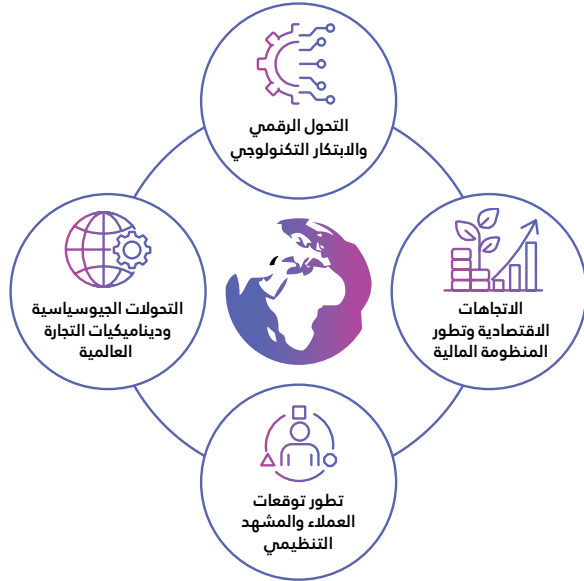 التحول الرقمي
والابتكار التكنولوجي
الاتجاهات
الاقتصادية وتطور
المنظومة المالية
التحولات الجيوسياسية
وديناميكيات التجارة
العالمية
تطور توقعات
العملاء والمشهد
التنظيمي